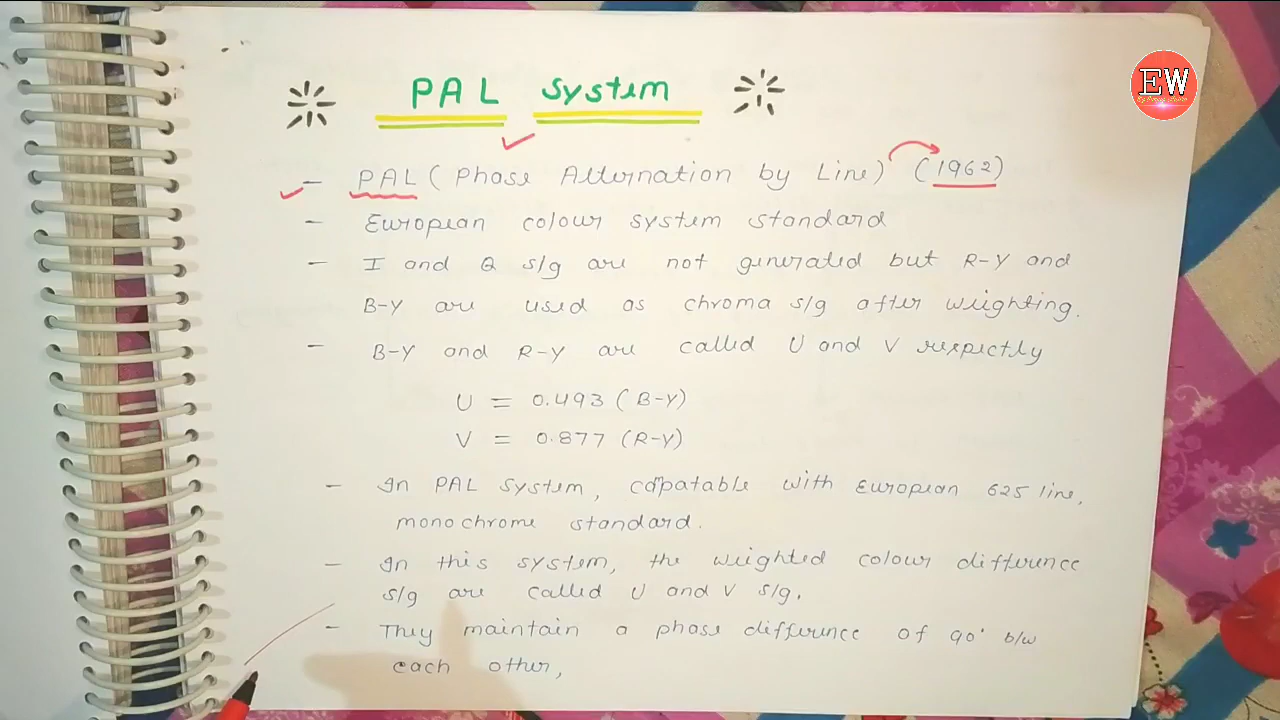 PAL System
EW
- PAL (Phase Alternation by Line) (1962)
- European colour system standard
- I and Q s/g are not generated but R-Y and
B-Y are used as chroma s/g after weighting.
- B-Y and R-Y are called U and V respectly
U = 0.493 (B-Y)
V = 0.877 (R-Y)
- In PAL system, copatable with European 625 line,
monochrome standard.
- In this system, the weighted colour difference
s/g are called U and V s/g.
- They maintain a phase difference of 90° b/w
each other,